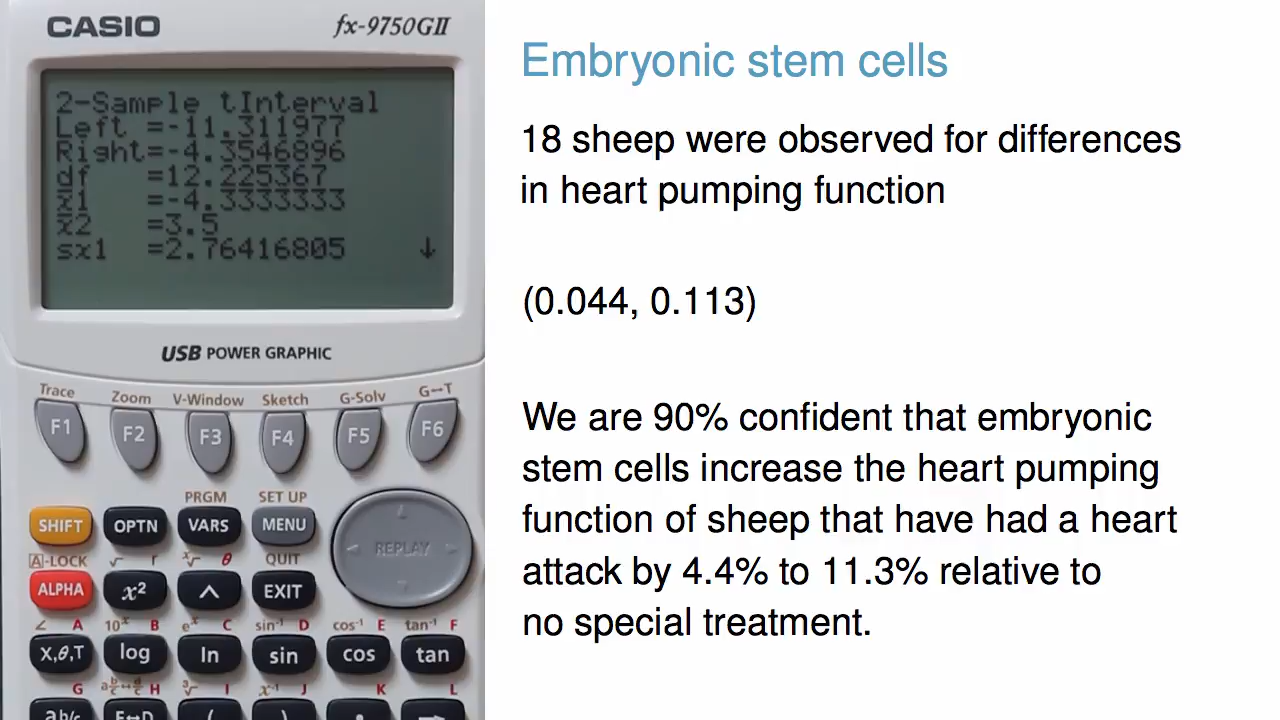 CASIO
fx-9750GII
2-Sample tInterval
Left =-11.311977
Right=-4.3546896
df =12.225367
x̄1 =-4.3333333
x̄2 =3.5
sx1 =2.76416805 ↓
USB POWER GRAPHIC
Trace Zoom V-Window Sketch G-Solv G↔T
F1 F2 F3 F4 F5 F6
PRGM SET UP
SHIFT OPTN VARS MENU
REPLAY
A-LOCK √ r ˣ√ θ QUIT
ALPHA x² ^ EXIT
∠ A 10ˣ B eˣ C sin⁻¹ D cos⁻¹ E tan⁻¹ F
X,θ,T log ln sin cos tan
G H ³√ I x⁻¹ J K L
ab/c F↔D ( ) , →
Embryonic stem cells
18 sheep were observed for differences
in heart pumping function
(0.044, 0.113)
We are 90% confident that embryonic
stem cells increase the heart pumping
function of sheep that have had a heart
attack by 4.4% to 11.3% relative to
no special treatment.